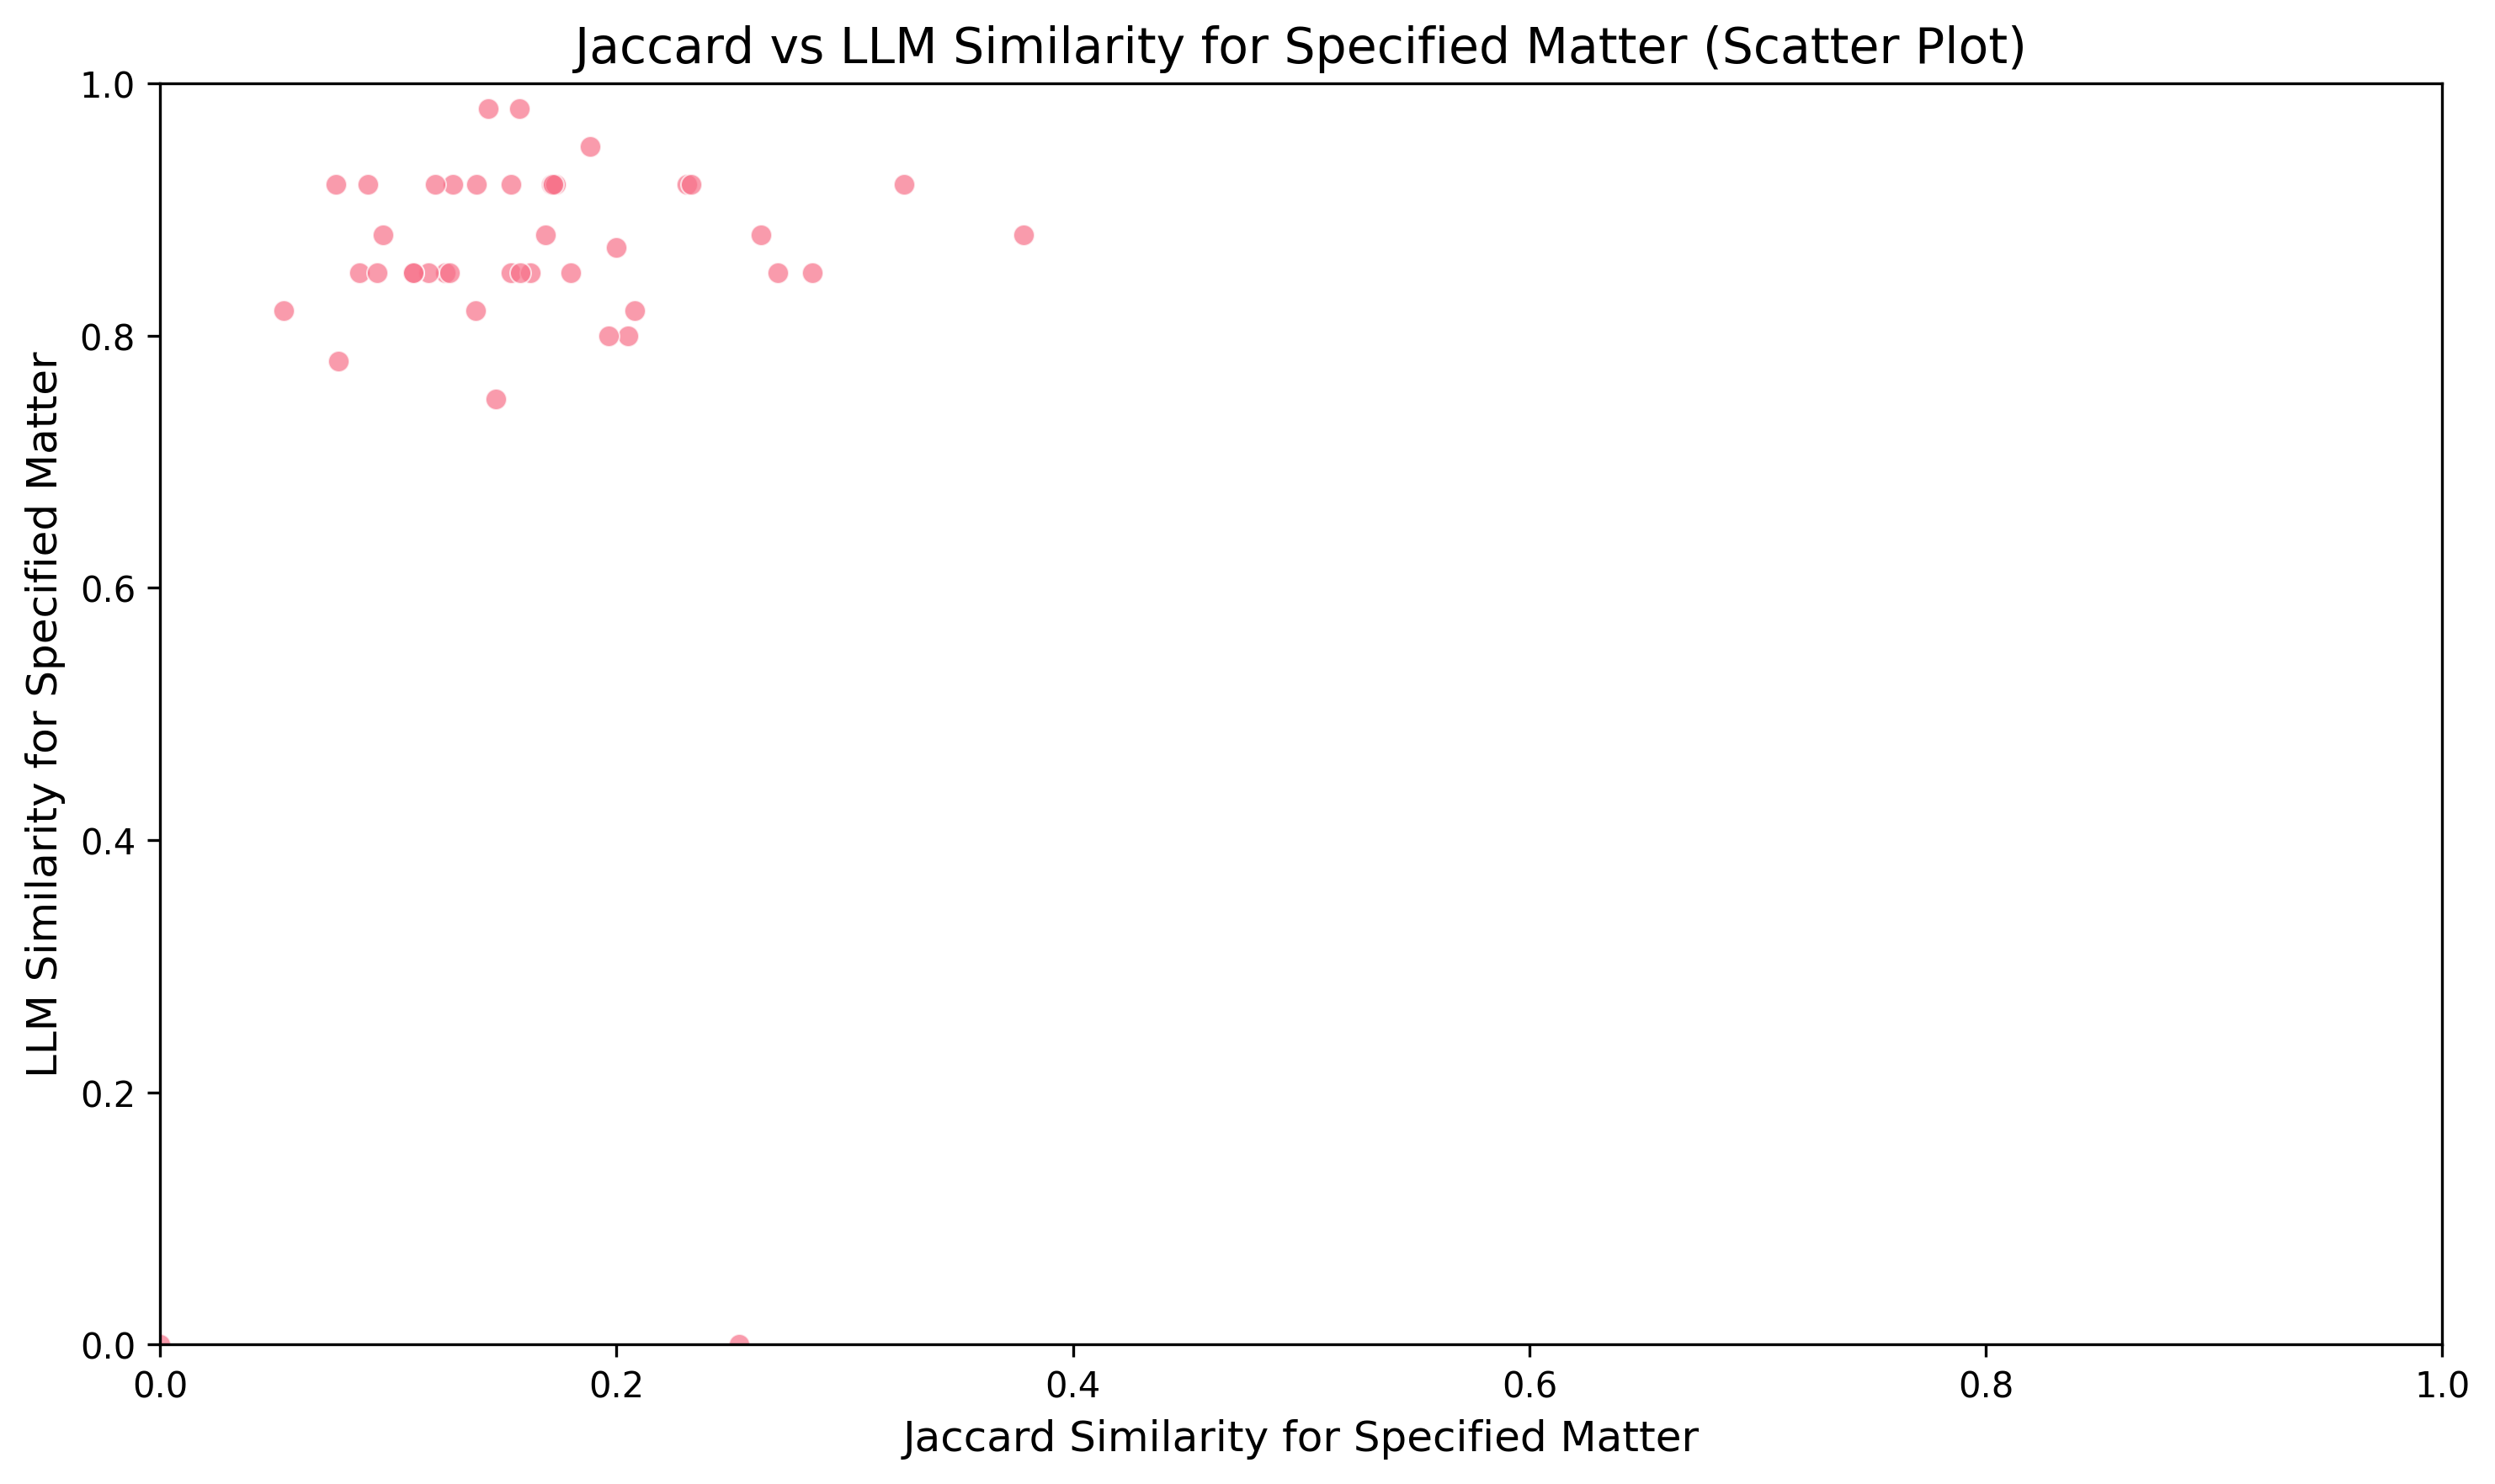 Jaccard vs LLM Similarity for Specified Matter (Scatter Plot)
1.0
0.8
0.6
0.4
0.2
0.0
LLM Similarity for Specified Matter
0.0 0.2 0.4 0.6 0.8 1.0
Jaccard Similarity for Specified Matter